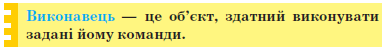 Виконавець — це об’єкт, здатний виконувати
задані йому команди.